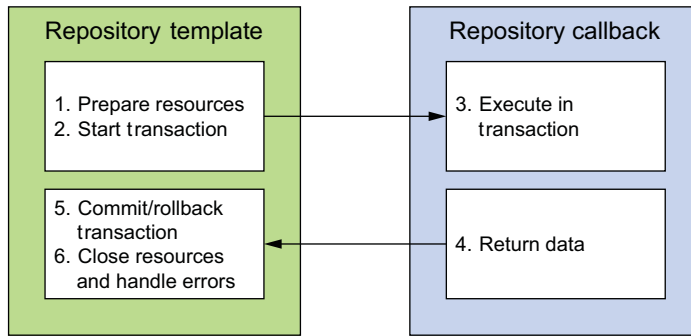 Repository template
1. Prepare resources
2. Start transaction
5. Commit/rollback
transaction
6. Close resources
and handle errors
Repository callback
3. Execute in
transaction
4. Return data